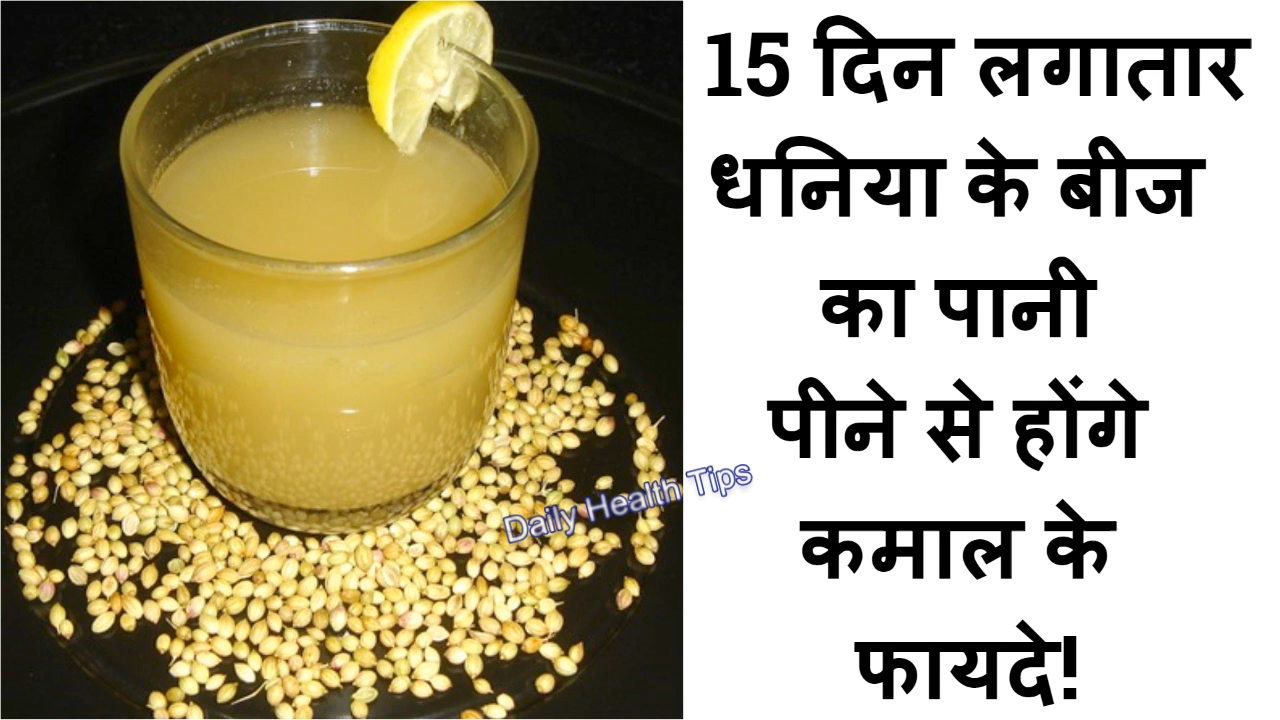 15 दिन लगातार
धनिया के बीज
का पानी
पीने से होंगे
कमाल के
फायदे!
Daily Health Tips